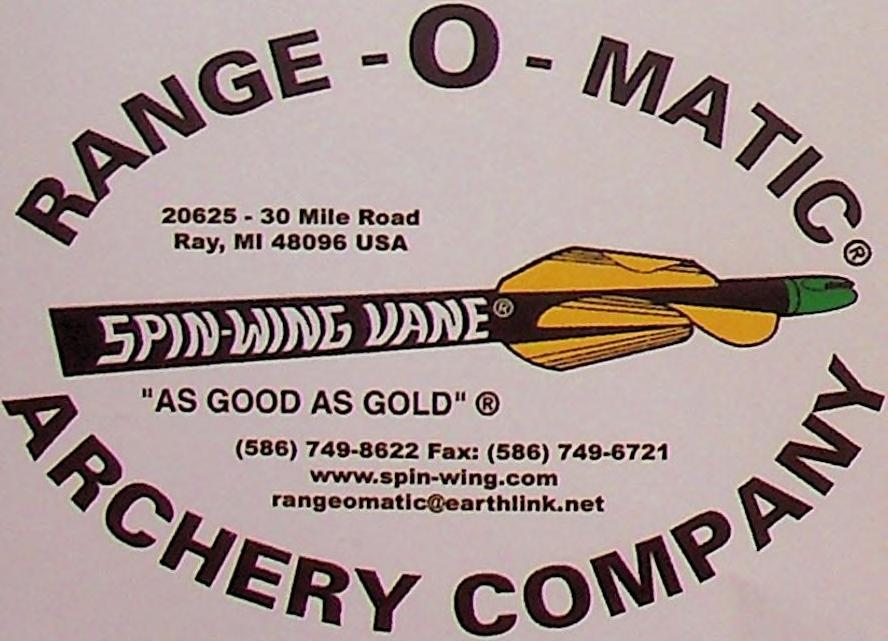 RANGE - O - MATIC®
20625 - 30 Mile Road
Ray, MI 48096 USA
SPIN-WING VANE®
"AS GOOD AS GOLD" ®
(586) 749-8622 Fax: (586) 749-6721
www.spin-wing.com
rangeomatic@earthlink.net
ARCHERY COMPANY